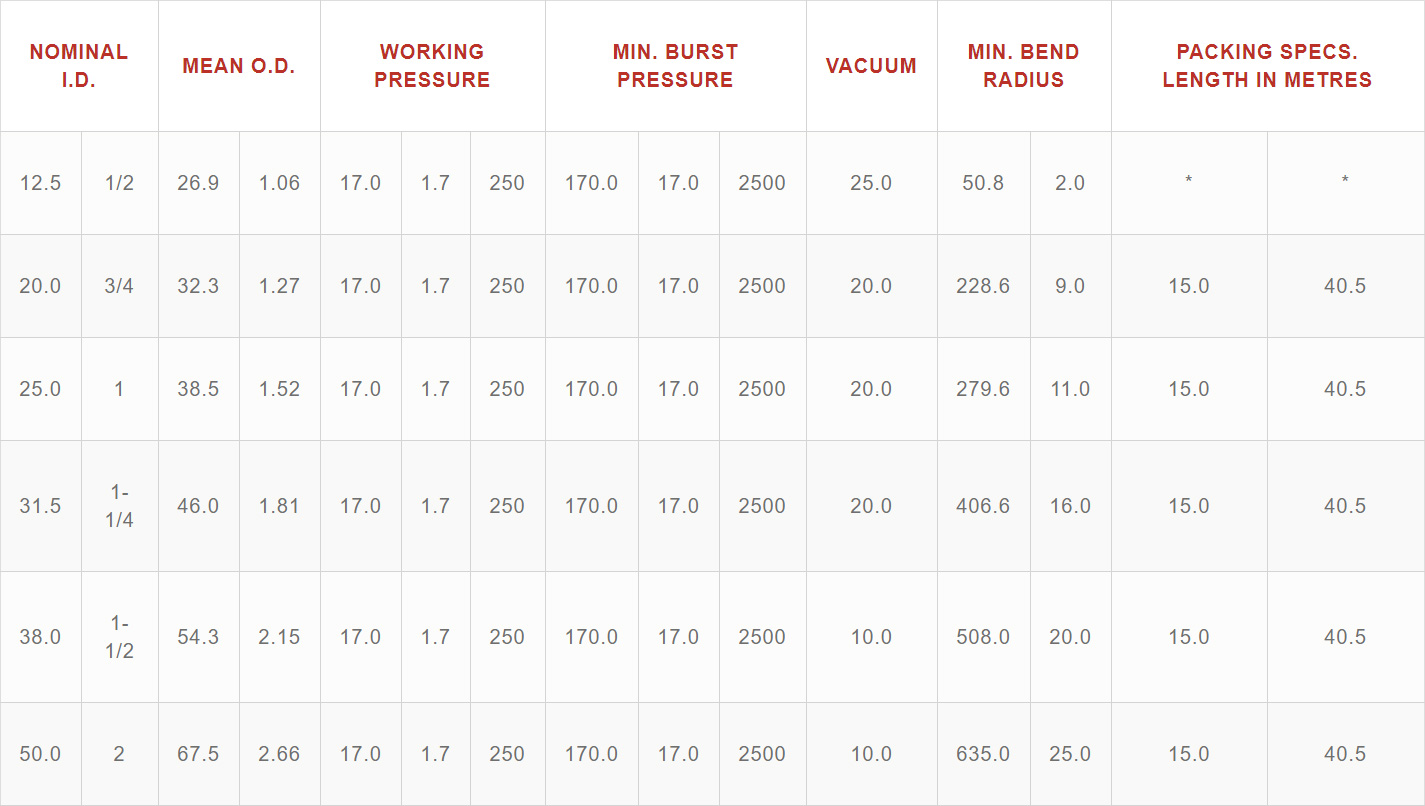 NOMINAL I.D. MEAN O.D. WORKING PRESSURE MIN. BURST PRESSURE VACUUM MIN. BEND RADIUS PACKING SPECS. LENGTH IN METRES
12.5 1/2 26.9 1.06 17.0 1.7 250 170.0 17.0 2500 25.0 50.8 2.0 * *
20.0 3/4 32.3 1.27 17.0 1.7 250 170.0 17.0 2500 20.0 228.6 9.0 15.0 40.5
25.0 1 38.5 1.52 17.0 1.7 250 170.0 17.0 2500 20.0 279.6 11.0 15.0 40.5
31.5 1-1/4 46.0 1.81 17.0 1.7 250 170.0 17.0 2500 20.0 406.6 16.0 15.0 40.5
38.0 1-1/2 54.3 2.15 17.0 1.7 250 170.0 17.0 2500 10.0 508.0 20.0 15.0 40.5
50.0 2 67.5 2.66 17.0 1.7 250 170.0 17.0 2500 10.0 635.0 25.0 15.0 40.5